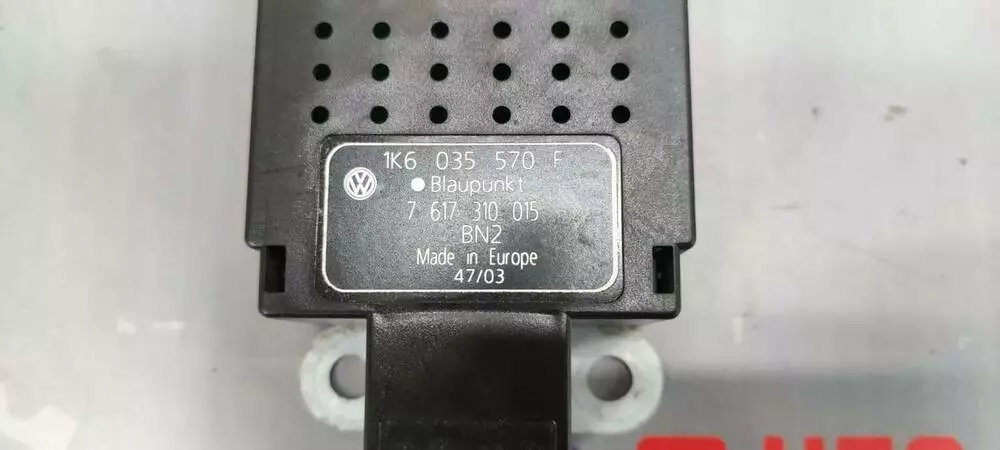 1K6 035 570 F
Blaupunkt
7 617 310 015
BN2
Made in Europe
47/03